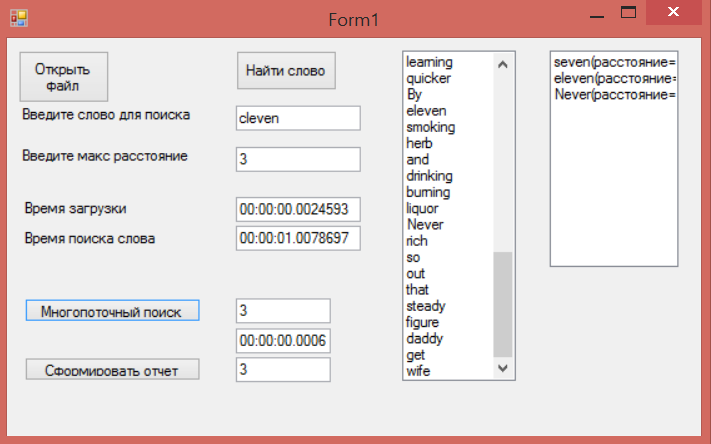 Form1
Открыть
файл
Найти слово
Введите слово для поиска
cleven
Введите макс расстояние
3
Время загрузки
00:00:00.0024593
Время поиска слова
00:00:01.0078697
Многопоточный поиск
3
00:00:00.0006
Сформировать отчет
3
learning
quicker
By
eleven
smoking
herb
and
drinking
burning
liquor
Never
rich
so
out
that
steady
figure
daddy
get
wife
seven(расстояние=
eleven(расстояние=
Never(расстояние=